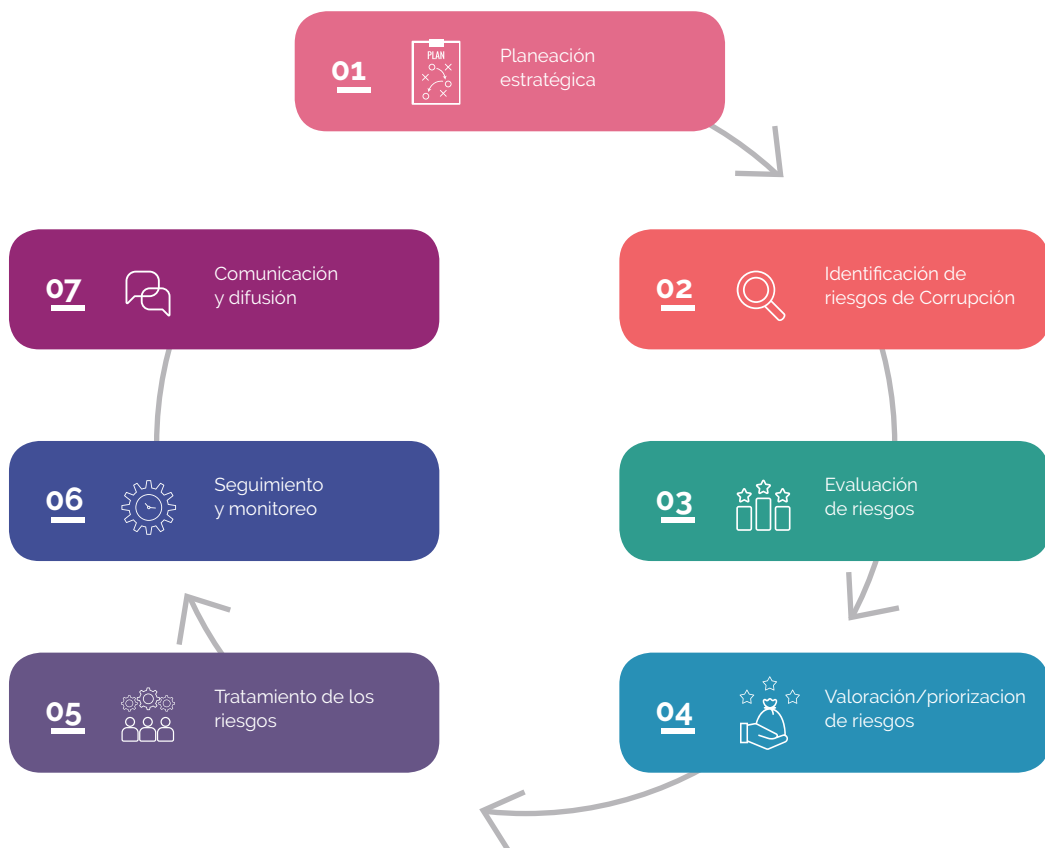 01
PLAN
Planeación
estratégica
02
Identificación de
riesgos de Corrupción
03
Evaluación
de riesgos
04
Valoración/priorizacion
de riesgos
05
Tratamiento de los
riesgos
06
Seguimiento
y monitoreo
07
Comunicación
y difusión